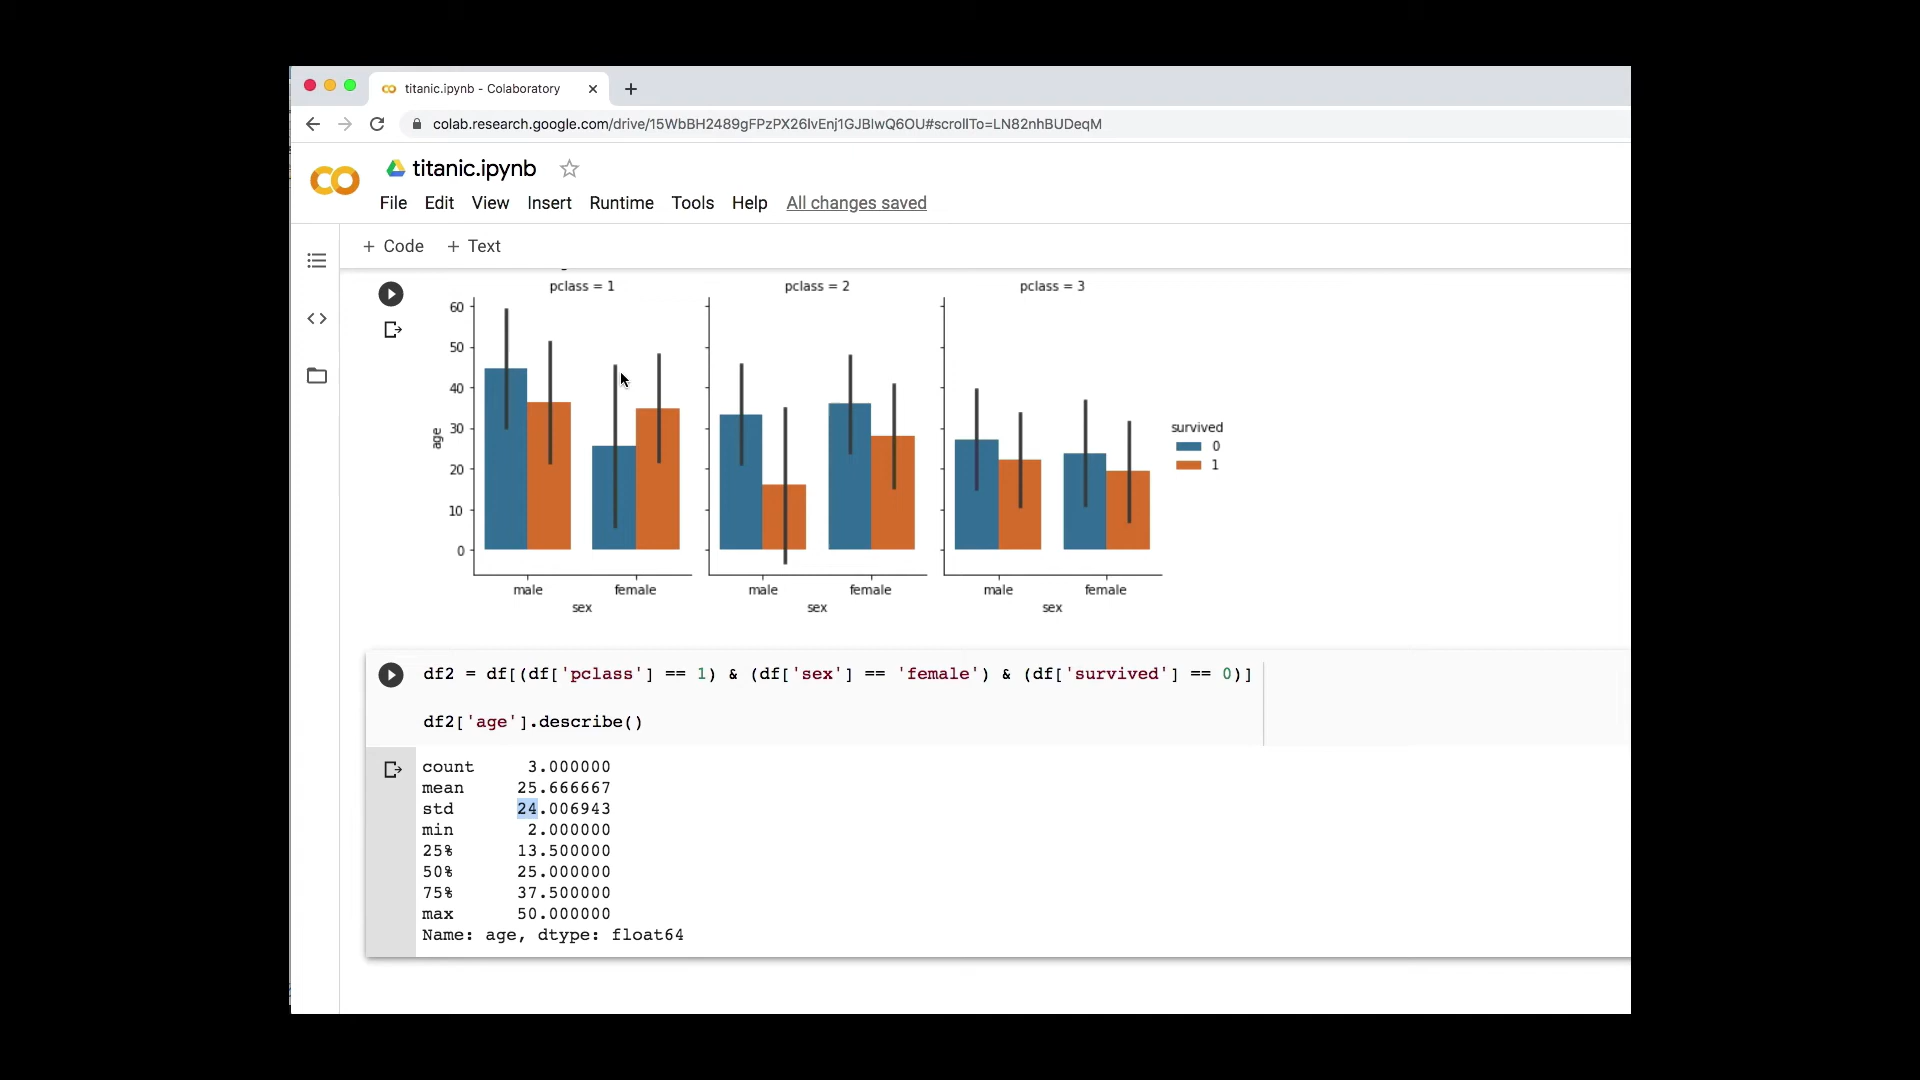 titanic.ipynb - Colaboratory
colab.research.google.com/drive/15WbBH2489gFPzPX26IvEnj1GJBlwQ6OU#scrollTo=LN82nhBUDeqM
CO
titanic.ipynb
File Edit View Insert Runtime Tools Help All changes saved
+ Code + Text
pclass = 1 pclass = 2 pclass = 3
60
50
40
30
20
10
0
age
survived
0
1
male female male female male female
sex sex sex
df2 = df[(df['pclass'] == 1) & (df['sex'] == 'female') & (df['survived'] == 0)]
df2['age'].describe()
count 3.000000
mean 25.666667
std 24.006943
min 2.000000
25% 13.500000
50% 25.000000
75% 37.500000
max 50.000000
Name: age, dtype: float64